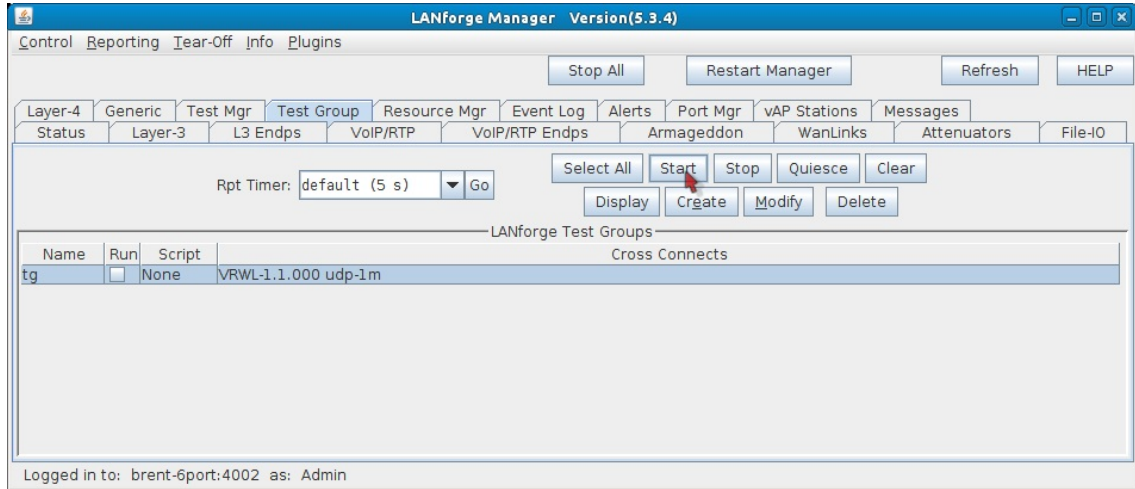 LANforge Manager Version(5.3.4)
Control Reporting Tear-Off Info Plugins
Stop All Restart Manager Refresh HELP
Layer-4 Generic Test Mgr Test Group Resource Mgr Event Log Alerts Port Mgr vAP Stations Messages
Status Layer-3 L3 Endps VoIP/RTP VoIP/RTP Endps Armageddon WanLinks Attenuators File-IO
Rpt Timer: default (5 s) Go Select All Start Stop Quiesce Clear
Display Create Modify Delete
LANforge Test Groups
Name Run Script Cross Connects
tg None VRWL-1.1.000 udp-1m
Logged in to: brent-6port:4002 as: Admin